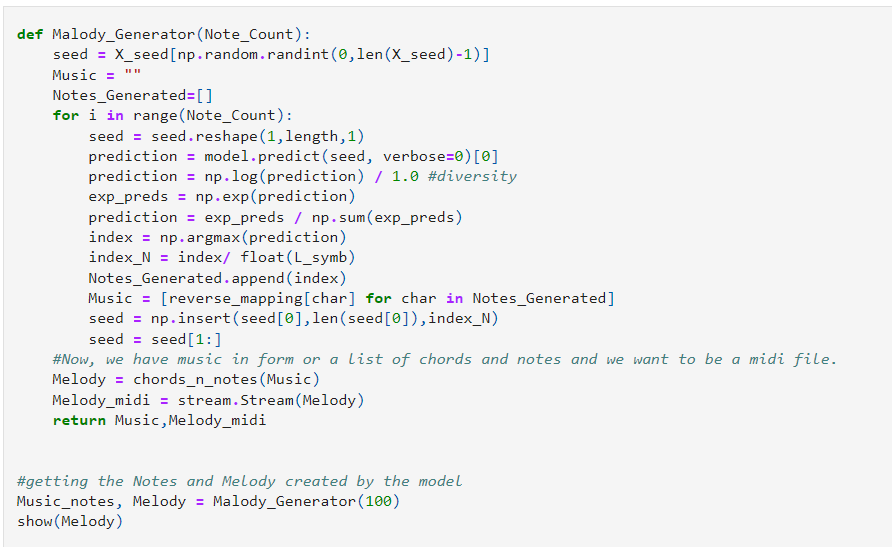 def Malody_Generator(Note_Count):
    seed = X_seed[np.random.randint(0,len(X_seed)-1)]
    Music = ""
    Notes_Generated=[]
    for i in range(Note_Count):
        seed = seed.reshape(1,length,1)
        prediction = model.predict(seed, verbose=0)[0]
        prediction = np.log(prediction) / 1.0 #diversity
        exp_preds = np.exp(prediction)
        prediction = exp_preds / np.sum(exp_preds)
        index = np.argmax(prediction)
        index_N = index/ float(L_symb)
        Notes_Generated.append(index)
        Music = [reverse_mapping[char] for char in Notes_Generated]
        seed = np.insert(seed[0],len(seed[0]),index_N)
        seed = seed[1:]
    #Now, we have music in form or a list of chords and notes and we want to be a midi file.
    Melody = chords_n_notes(Music)
    Melody_midi = stream.Stream(Melody)
    return Music,Melody_midi
#getting the Notes and Melody created by the model
Music_notes, Melody = Malody_Generator(100)
show(Melody)